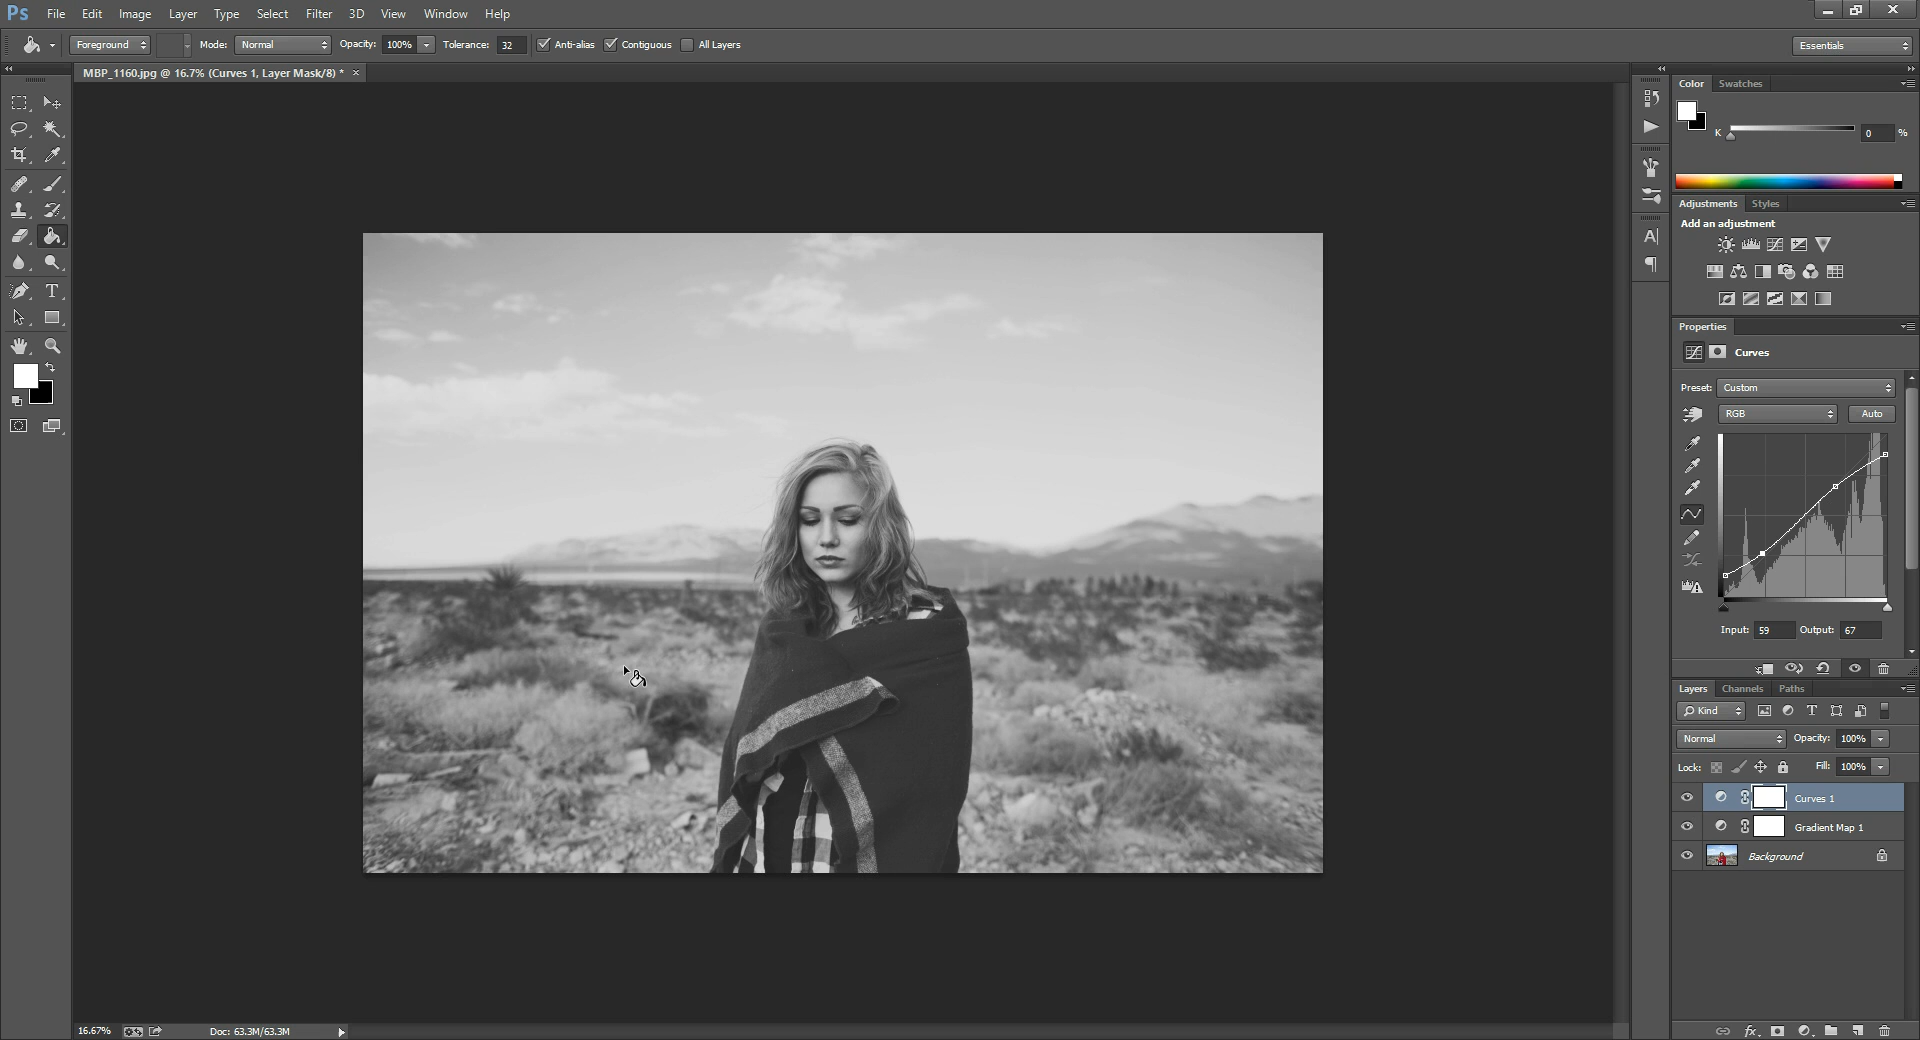 Ps File Edit Image Layer Type Select Filter 3D View Window Help
Foreground Mode: Normal Opacity: 100% Tolerance: 32 Anti-alias Contiguous All Layers Essentials
MBP_1160.jpg @ 16.7% (Curves 1, Layer Mask/8) * ×
Color Swatches
K 0 %
Adjustments Styles
Add an adjustment
Properties
Curves
Preset: Custom
RGB Auto
Input: 59 Output: 67
Layers Channels Paths
Kind
Normal Opacity: 100%
Lock: Fill: 100%
Curves 1
Gradient Map 1
Background
16.67% Doc: 63.3M/63.3M